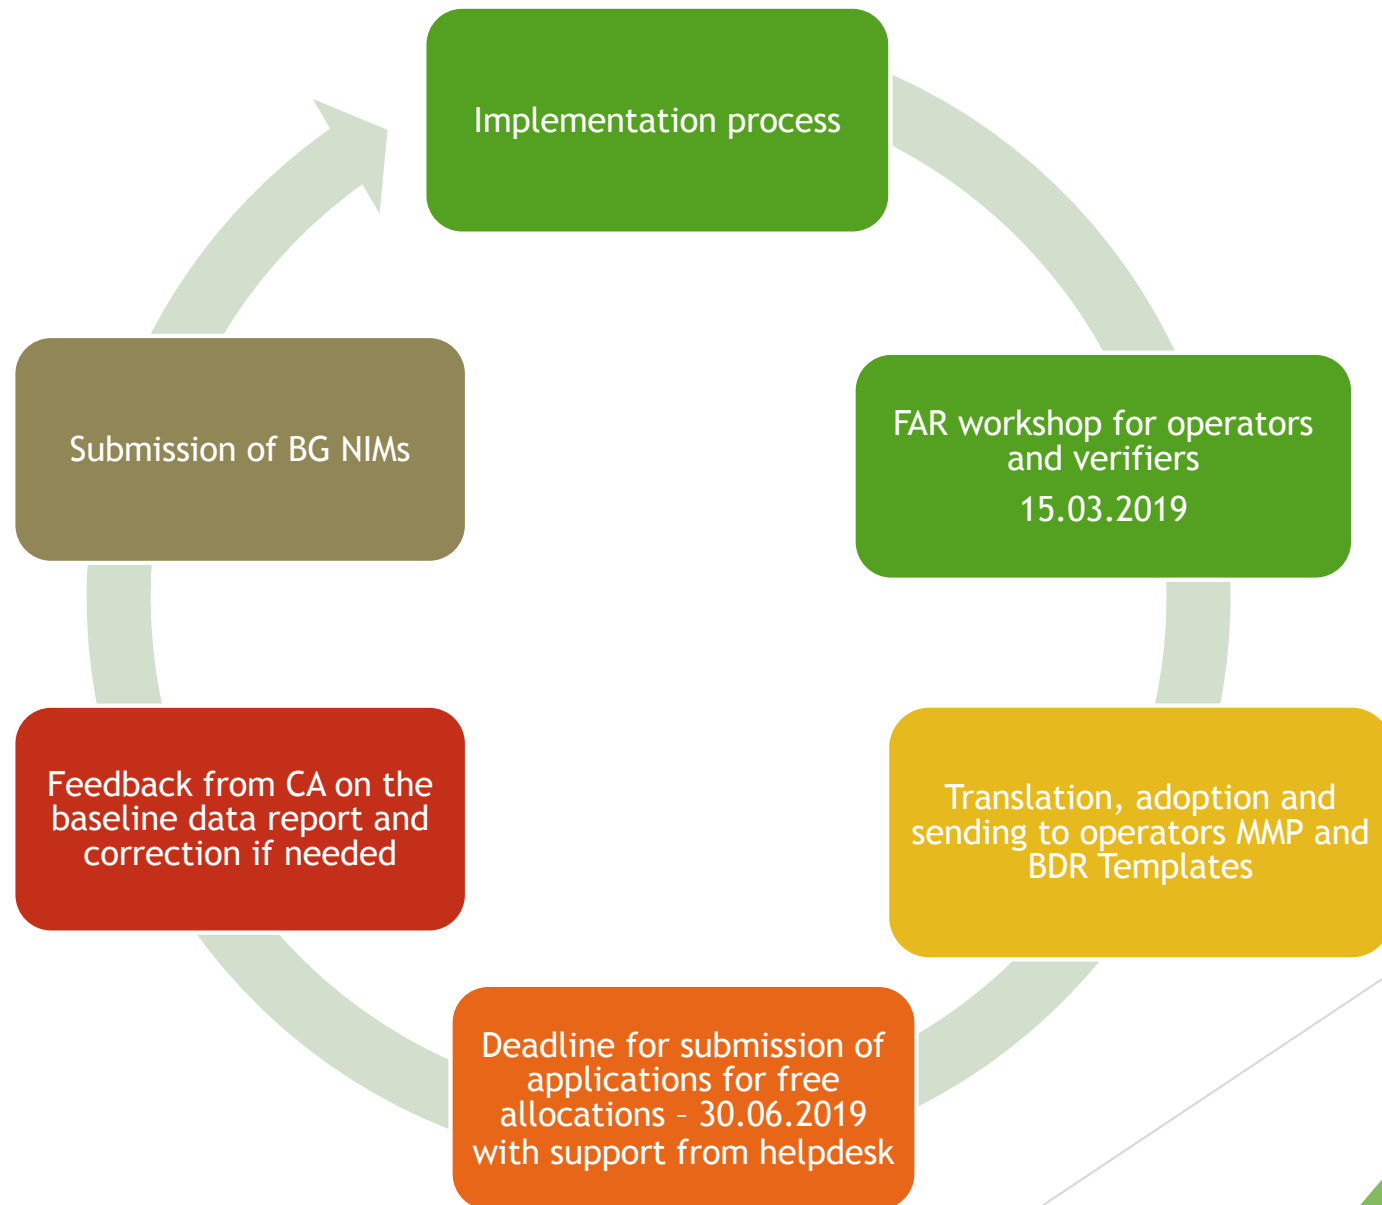 Implementation process
FAR workshop for operators
and verifiers
15.03.2019
Translation, adoption and
sending to operators MMP and
BDR Templates
Deadline for submission of
applications for free
allocations – 30.06.2019
with support from helpdesk
Feedback from CA on the
baseline data report and
correction if needed
Submission of BG NIMs